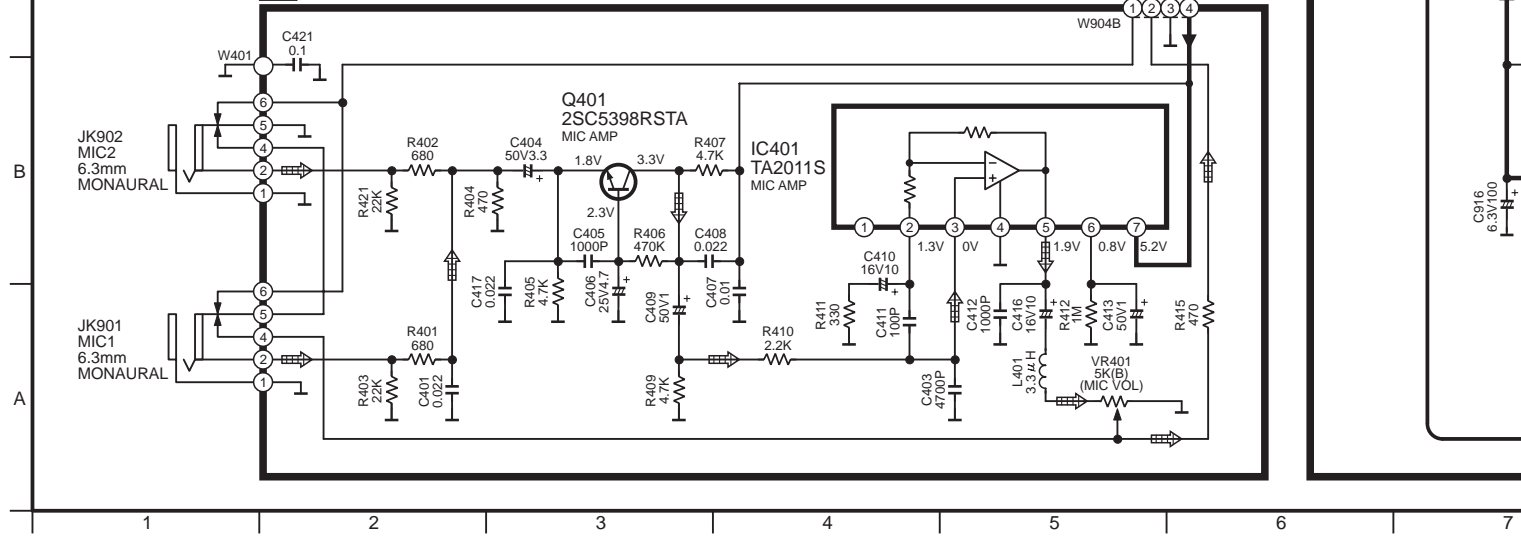 1 2 3 4
W904B
C421
0.1
W401
6
5
4
2
1
JK902
MIC2
6.3mm
MONAURAL
R402
680
R421
22K
C404
50V3.3
+
R404
470
Q401
2SC5398RSTA
MIC AMP
1.8V
3.3V
2.3V
R407
4.7K
IC401
TA2011S
MIC AMP
−
+
1 2 3 4 5 6 7
1.3V
0V
1.9V
0.8V
5.2V
C405
1000P
R406
470K
C408
0.022
C417
0.022
R405
4.7K
C406
25V4.7
+
C409
50V1
+
C407
0.01
C410
16V10
+
R411
330
C411
100P
C412
1000P
C416
16V10
+
R412
1M
C413
50V1
+
R415
470
C916
6.3V100
+
6
5
4
2
1
JK901
MIC1
6.3mm
MONAURAL
R401
680
R403
22K
C401
0.022
R409
4.7K
R410
2.2K
C403
4700P
L401
3.3μH
VR401
5K(B)
(MIC VOL)
B
A
1 2 3 4 5 6 7